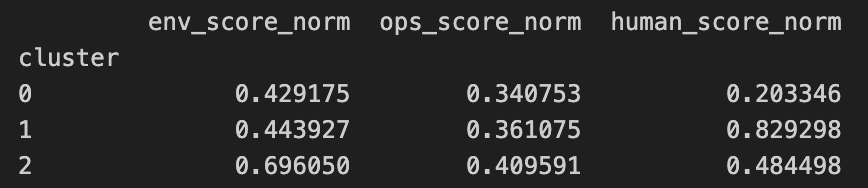 env_score_norm ops_score_norm human_score_norm
cluster
0 0.429175 0.340753 0.203346
1 0.443927 0.361075 0.829298
2 0.696050 0.409591 0.484498